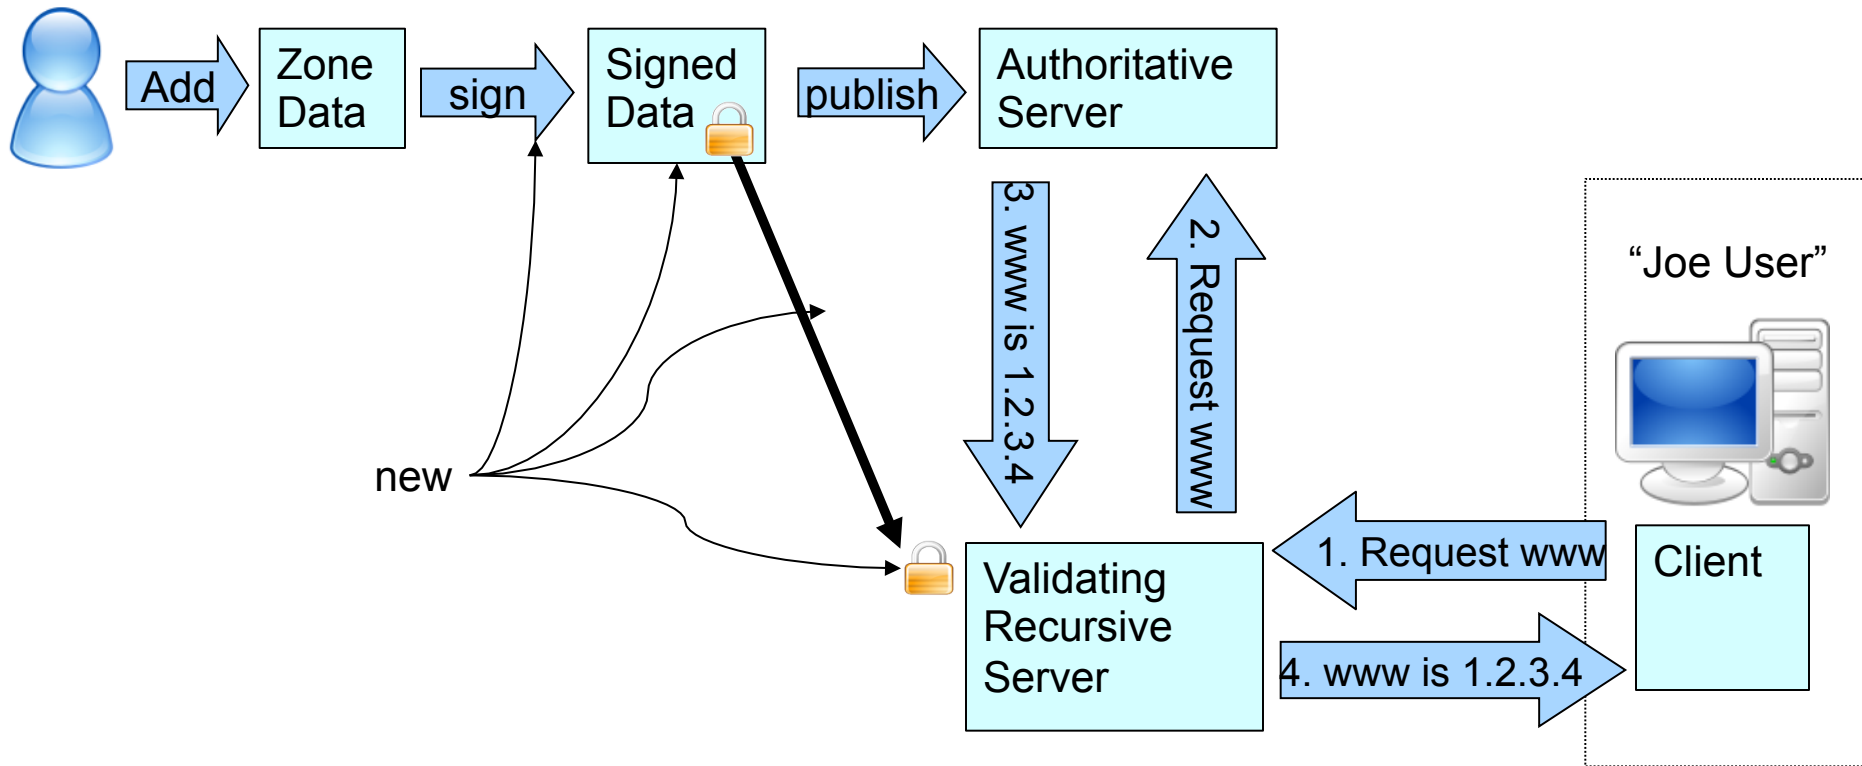 Add
Zone
Data
sign
Signed
Data
publish
Authoritative
Server
3. www is 1.2.3.4
2. Request www
“Joe User”
new
1. Request www
Client
Validating
Recursive
Server
4. www is 1.2.3.4